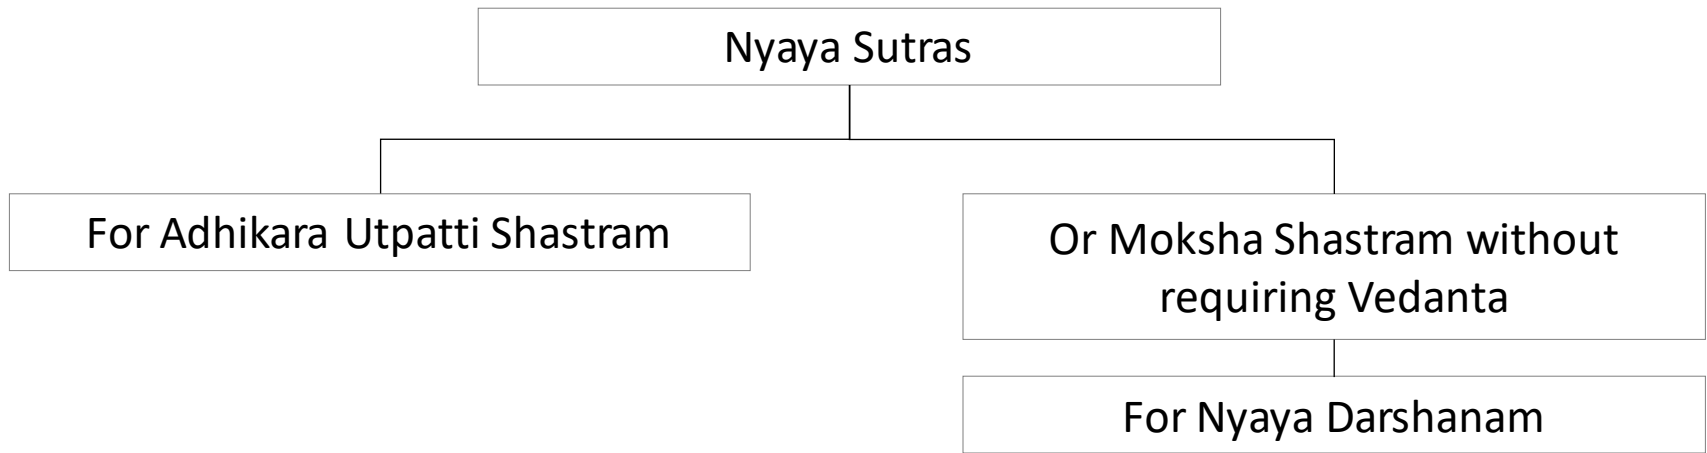 Nyaya Sutras
For Adhikara Utpatti Shastram
Or Moksha Shastram without
requiring Vedanta
For Nyaya Darshanam